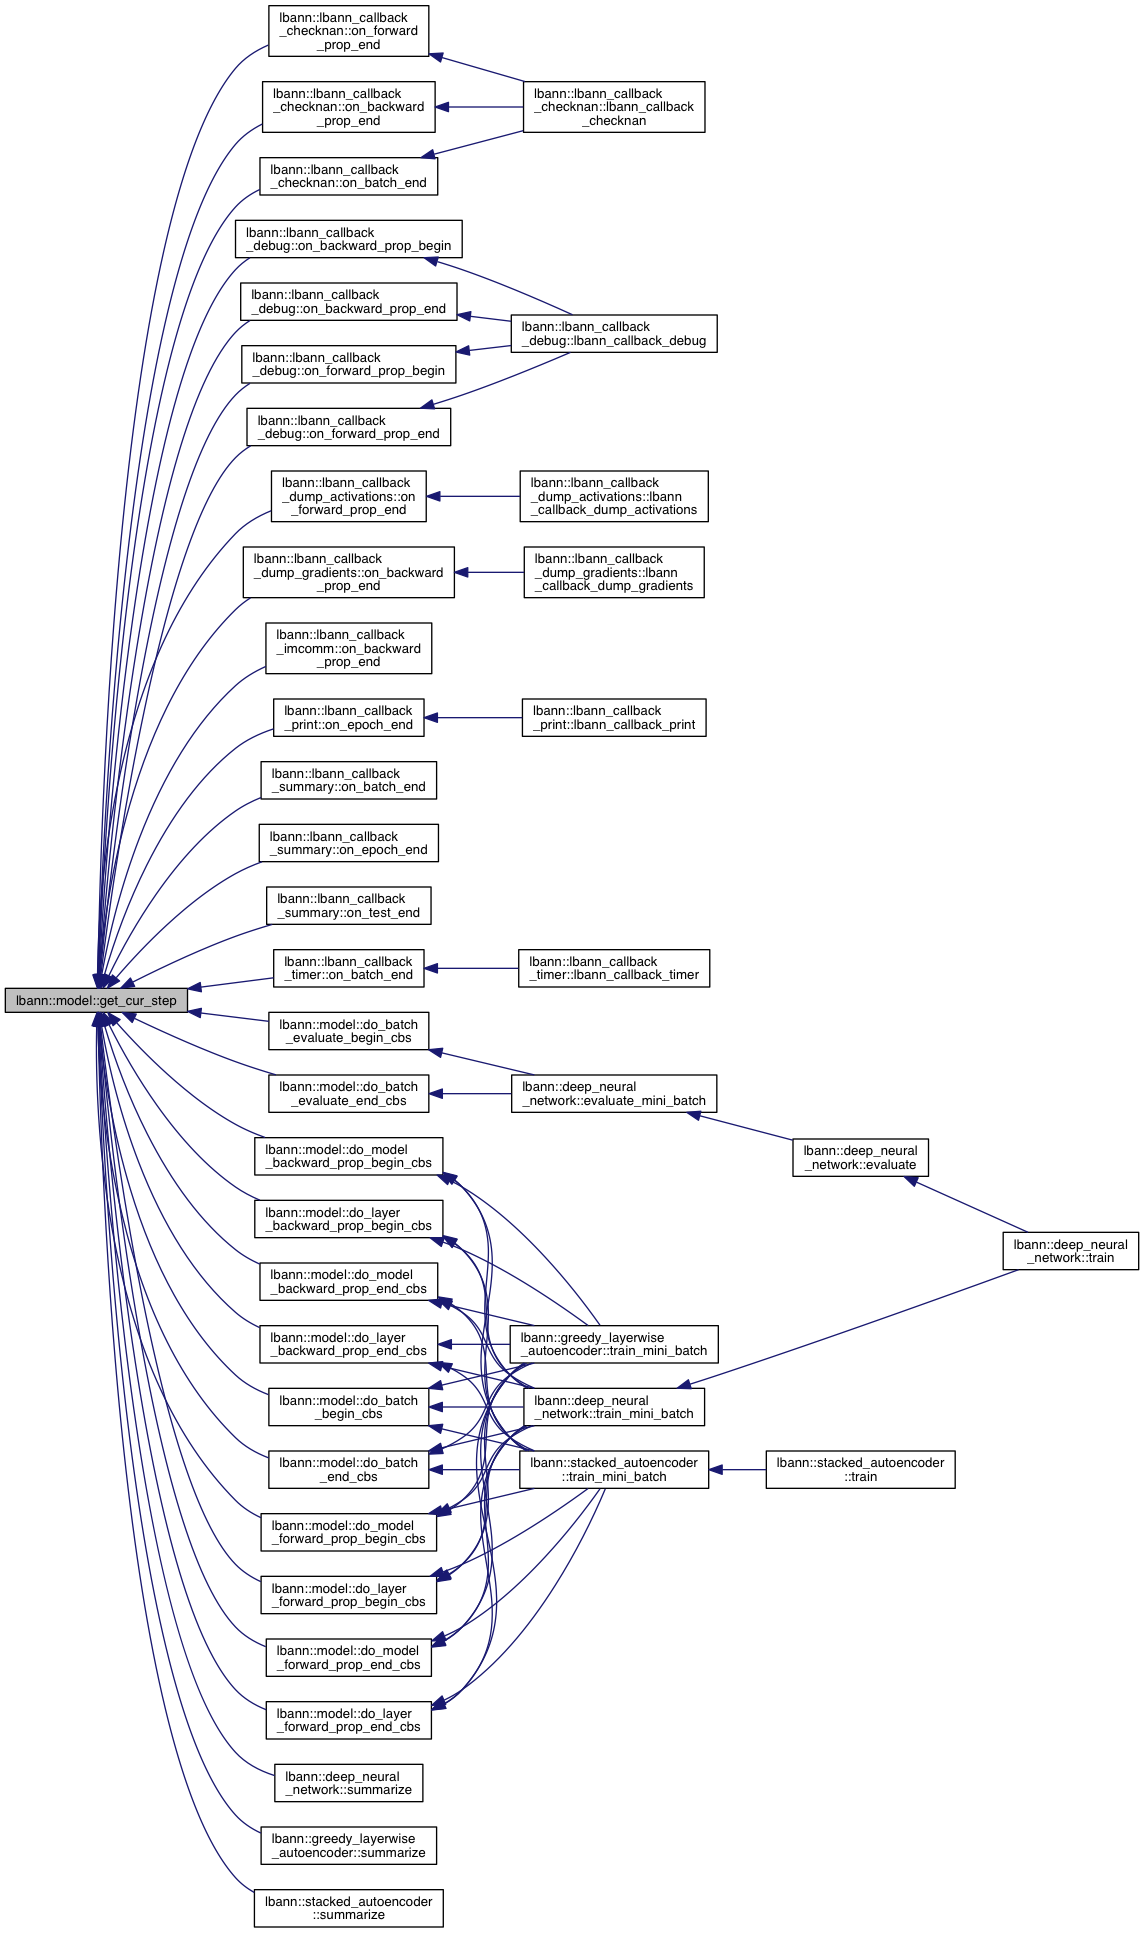 lbann::lbann_callback
_checknan::on_forward
_prop_end
lbann::lbann_callback
_checknan::on_backward
_prop_end
lbann::lbann_callback
_checknan::lbann_callback
_checknan
lbann::lbann_callback
_checknan::on_batch_end
lbann::lbann_callback
_debug::on_backward_prop_begin
lbann::lbann_callback
_debug::on_backward_prop_end
lbann::lbann_callback
_debug::lbann_callback_debug
lbann::lbann_callback
_debug::on_forward_prop_begin
lbann::lbann_callback
_debug::on_forward_prop_end
lbann::lbann_callback
_dump_activations::on
_forward_prop_end
lbann::lbann_callback
_dump_activations::lbann
_callback_dump_activations
lbann::lbann_callback
_dump_gradients::on_backward
_prop_end
lbann::lbann_callback
_dump_gradients::lbann
_callback_dump_gradients
lbann::lbann_callback
_imcomm::on_backward
_prop_end
lbann::lbann_callback
_print::on_epoch_end
lbann::lbann_callback
_print::lbann_callback_print
lbann::lbann_callback
_summary::on_batch_end
lbann::lbann_callback
_summary::on_epoch_end
lbann::lbann_callback
_summary::on_test_end
lbann::lbann_callback
_timer::on_batch_end
lbann::lbann_callback
_timer::lbann_callback_timer
lbann::model::get_cur_step
lbann::model::do_batch
_evaluate_begin_cbs
lbann::model::do_batch
_evaluate_end_cbs
lbann::deep_neural
_network::evaluate_mini_batch
lbann::model::do_model
_backward_prop_begin_cbs
lbann::deep_neural
_network::evaluate
lbann::model::do_layer
_backward_prop_begin_cbs
lbann::deep_neural
_network::train
lbann::model::do_model
_backward_prop_end_cbs
lbann::model::do_layer
_backward_prop_end_cbs
lbann::greedy_layerwise
_autoencoder::train_mini_batch
lbann::model::do_batch
_begin_cbs
lbann::deep_neural
_network::train_mini_batch
lbann::model::do_batch
_end_cbs
lbann::stacked_autoencoder
::train_mini_batch
lbann::stacked_autoencoder
::train
lbann::model::do_model
_forward_prop_begin_cbs
lbann::model::do_layer
_forward_prop_begin_cbs
lbann::model::do_model
_forward_prop_end_cbs
lbann::model::do_layer
_forward_prop_end_cbs
lbann::deep_neural
_network::summarize
lbann::greedy_layerwise
_autoencoder::summarize
lbann::stacked_autoencoder
::summarize